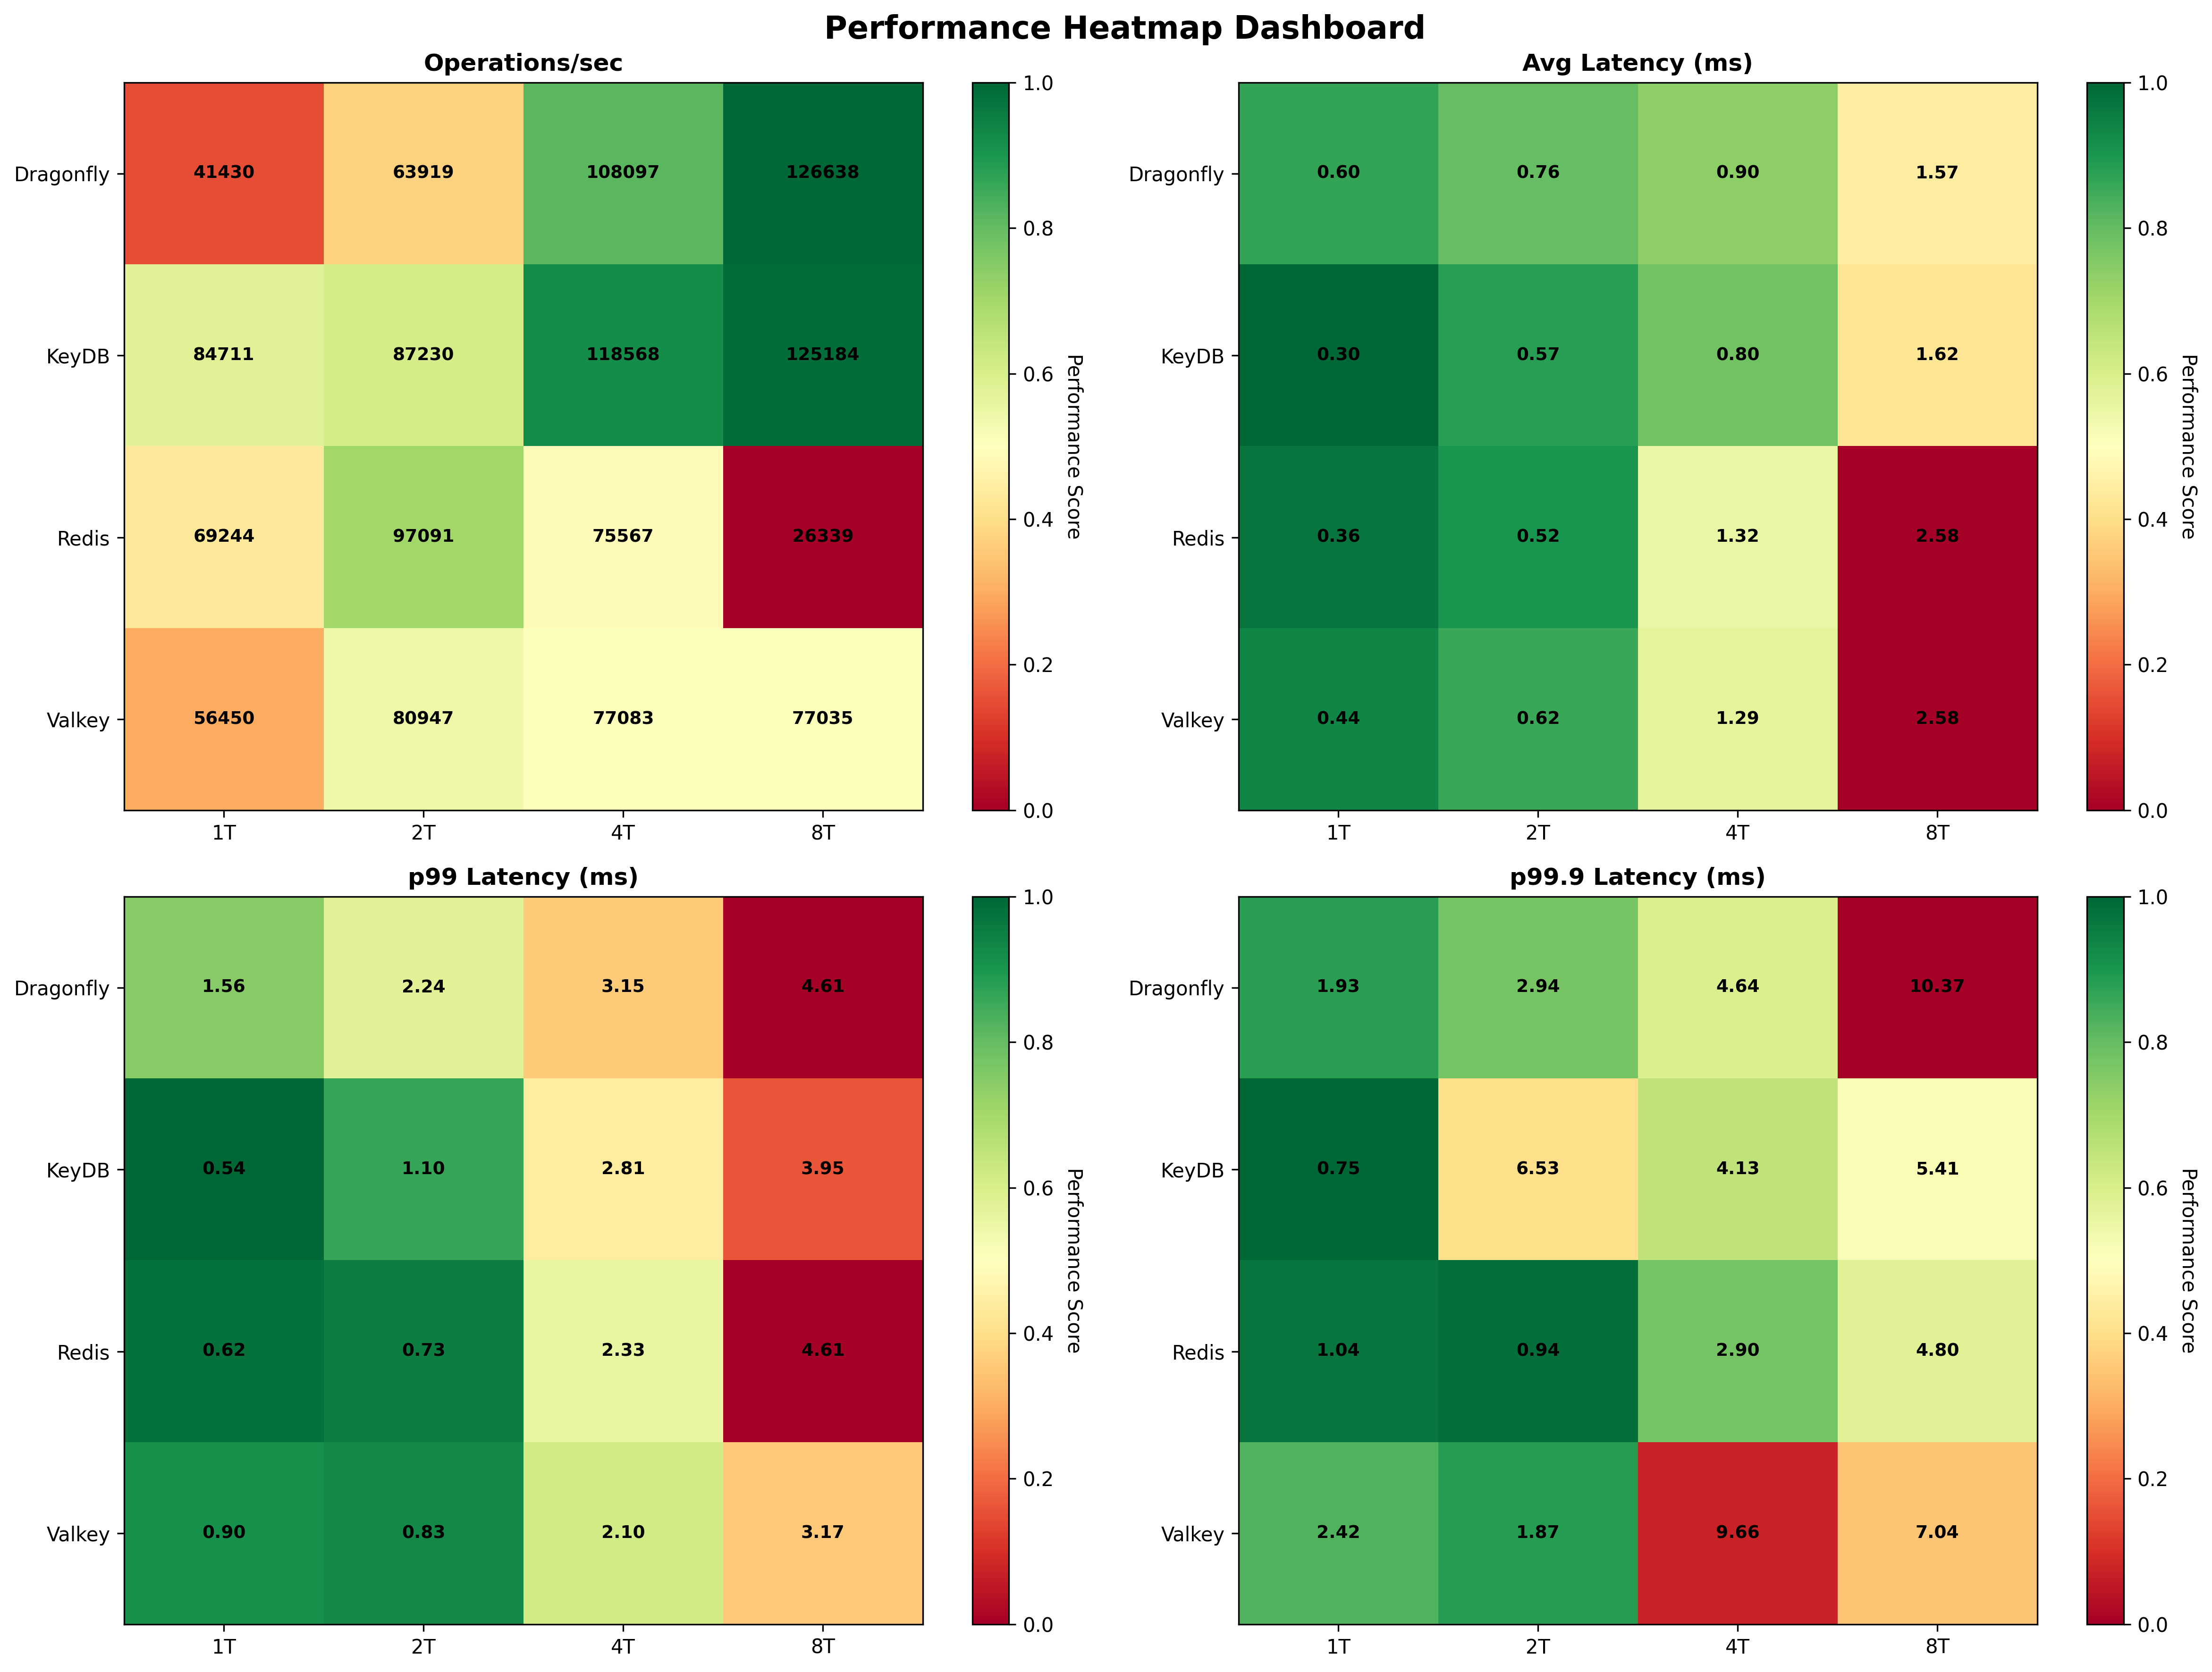 Performance Heatmap Dashboard
Operations/sec
Dragonfly 41430 63919 108097 126638
KeyDB 84711 87230 118568 125184
Redis 69244 97091 75567 26339
Valkey 56450 80947 77083 77035
1T 2T 4T 8T
1.0
0.8
0.6
0.4
0.2
0.0
Performance Score
Avg Latency (ms)
Dragonfly 0.60 0.76 0.90 1.57
KeyDB 0.30 0.57 0.80 1.62
Redis 0.36 0.52 1.32 2.58
Valkey 0.44 0.62 1.29 2.58
1T 2T 4T 8T
1.0
0.8
0.6
0.4
0.2
0.0
Performance Score
p99 Latency (ms)
Dragonfly 1.56 2.24 3.15 4.61
KeyDB 0.54 1.10 2.81 3.95
Redis 0.62 0.73 2.33 4.61
Valkey 0.90 0.83 2.10 3.17
1T 2T 4T 8T
1.0
0.8
0.6
0.4
0.2
0.0
Performance Score
p99.9 Latency (ms)
Dragonfly 1.93 2.94 4.64 10.37
KeyDB 0.75 6.53 4.13 5.41
Redis 1.04 0.94 2.90 4.80
Valkey 2.42 1.87 9.66 7.04
1T 2T 4T 8T
1.0
0.8
0.6
0.4
0.2
0.0
Performance Score